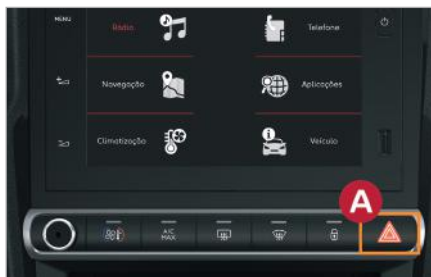 MENU
Rádio
Telefone
Navegação
Aplicações
Climatização
Veículo
A/C
MAX
A